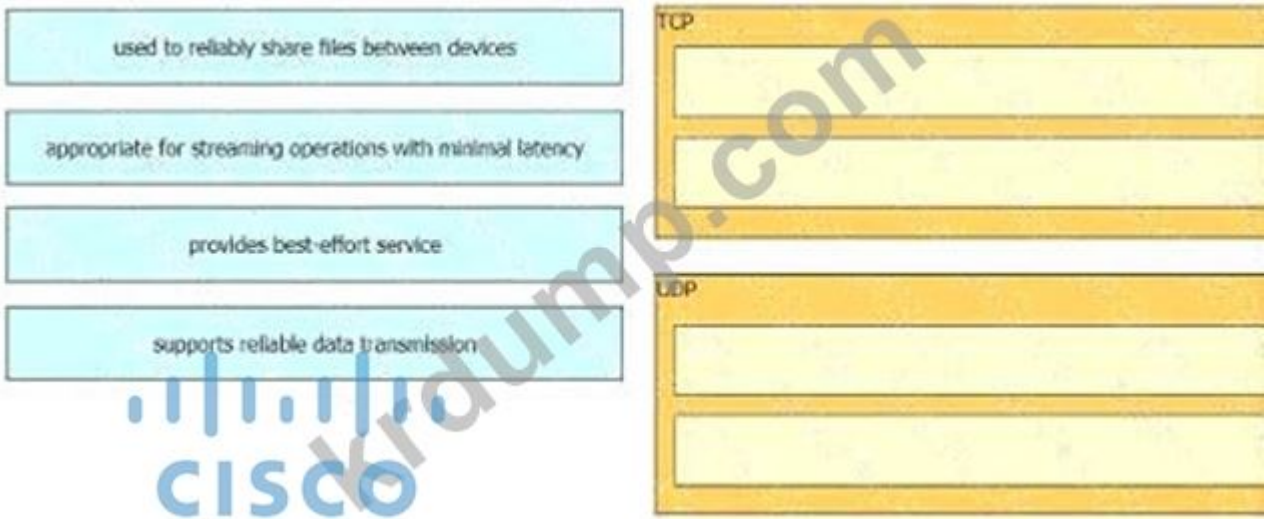 used to reliably share files between devices
appropriate for streaming operations with minimal latency
provides best-effort service
supports reliable data transmission
TCP
UDP
CISCO
krdump.com